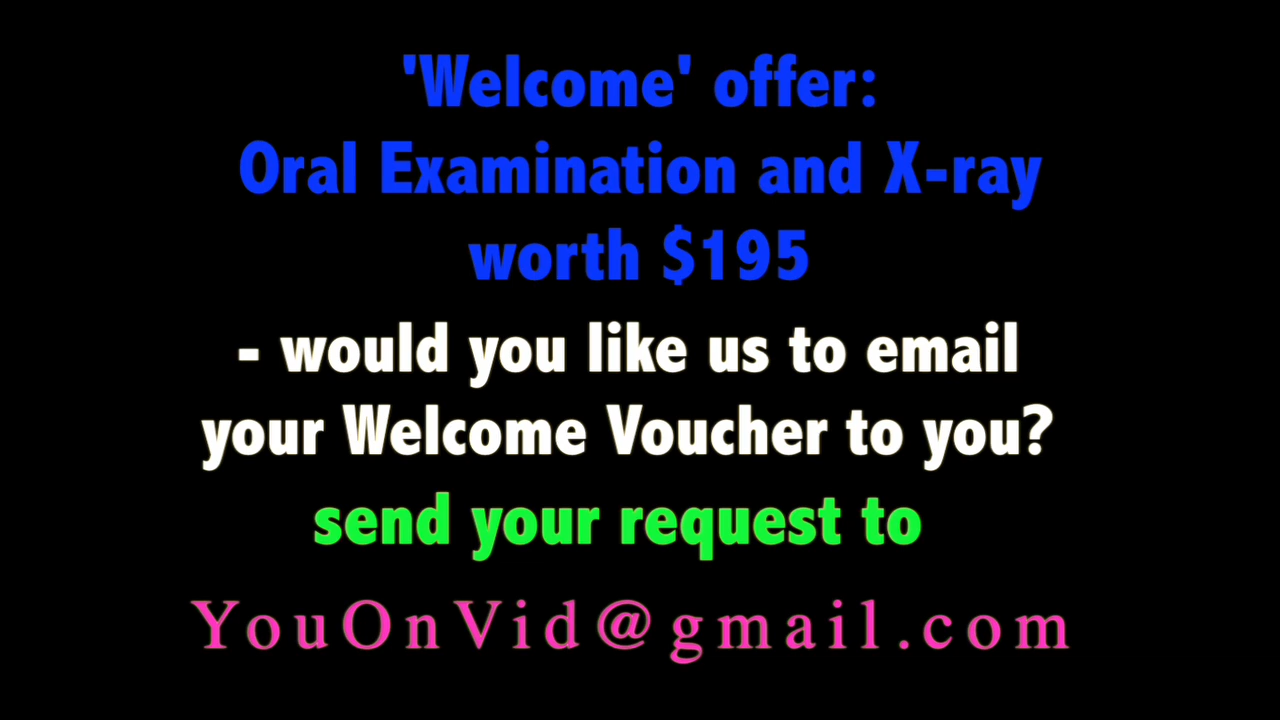 'Welcome' offer:
Oral Examination and X-ray
worth $195
- would you like us to email
your Welcome Voucher to you?
send your request to
YouOnVid@gmail.com